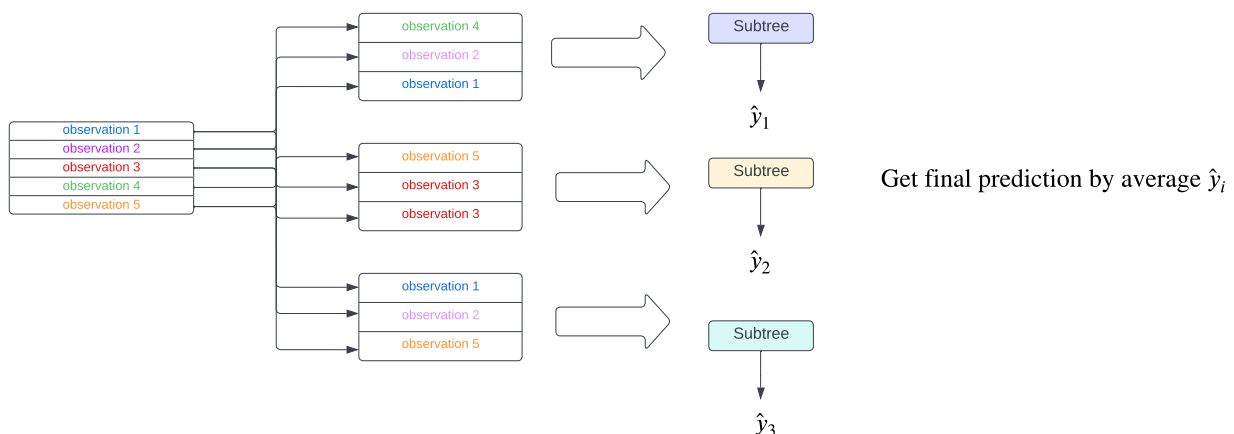 observation 1
observation 2
observation 3
observation 4
observation 5
observation 4
observation 2
observation 1
observation 5
observation 3
observation 3
observation 1
observation 2
observation 5
Subtree
ŷ₁
Subtree
ŷ₂
Subtree
ŷ₃
Get final prediction by average ŷᵢ